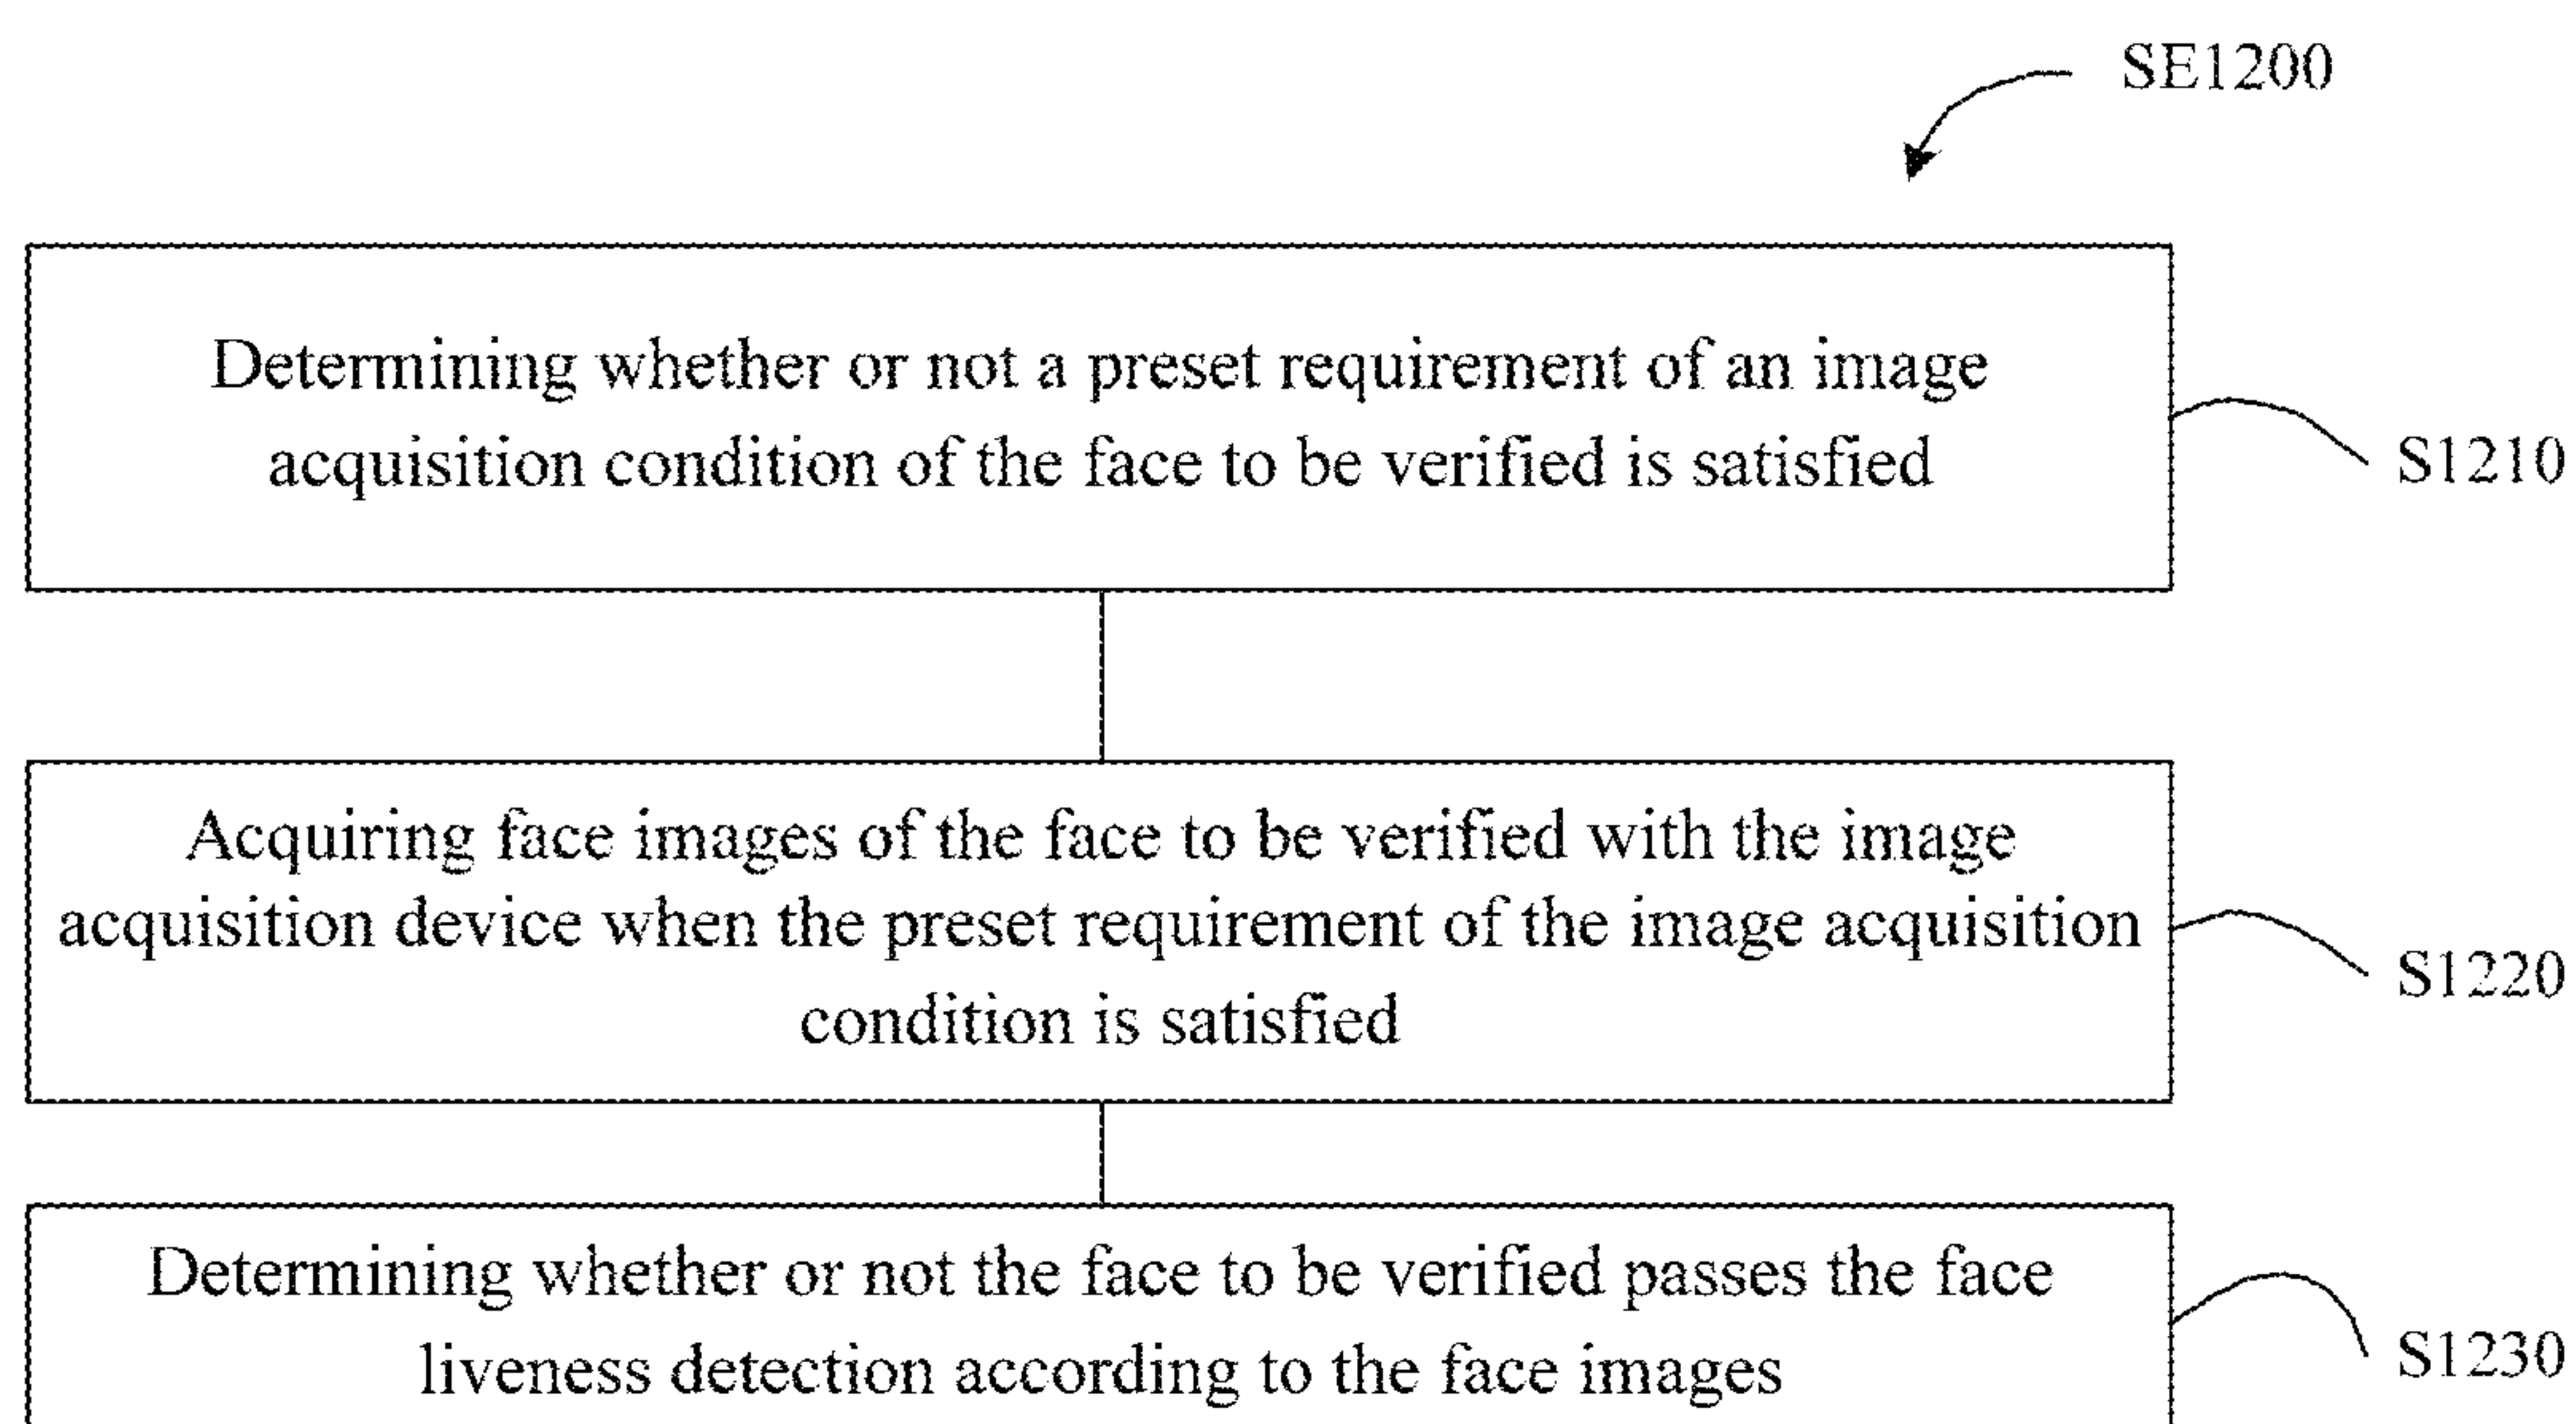 SE1200
Determining whether or not a preset requirement of an image
acquisition condition of the face to be verified is satisfied
S1210
Acquiring face images of the face to be verified with the image
acquisition device when the preset requirement of the image acquisition
condition is satisfied
S1220
Determining whether or not the face to be verified passes the face
liveness detection according to the face images
S1230